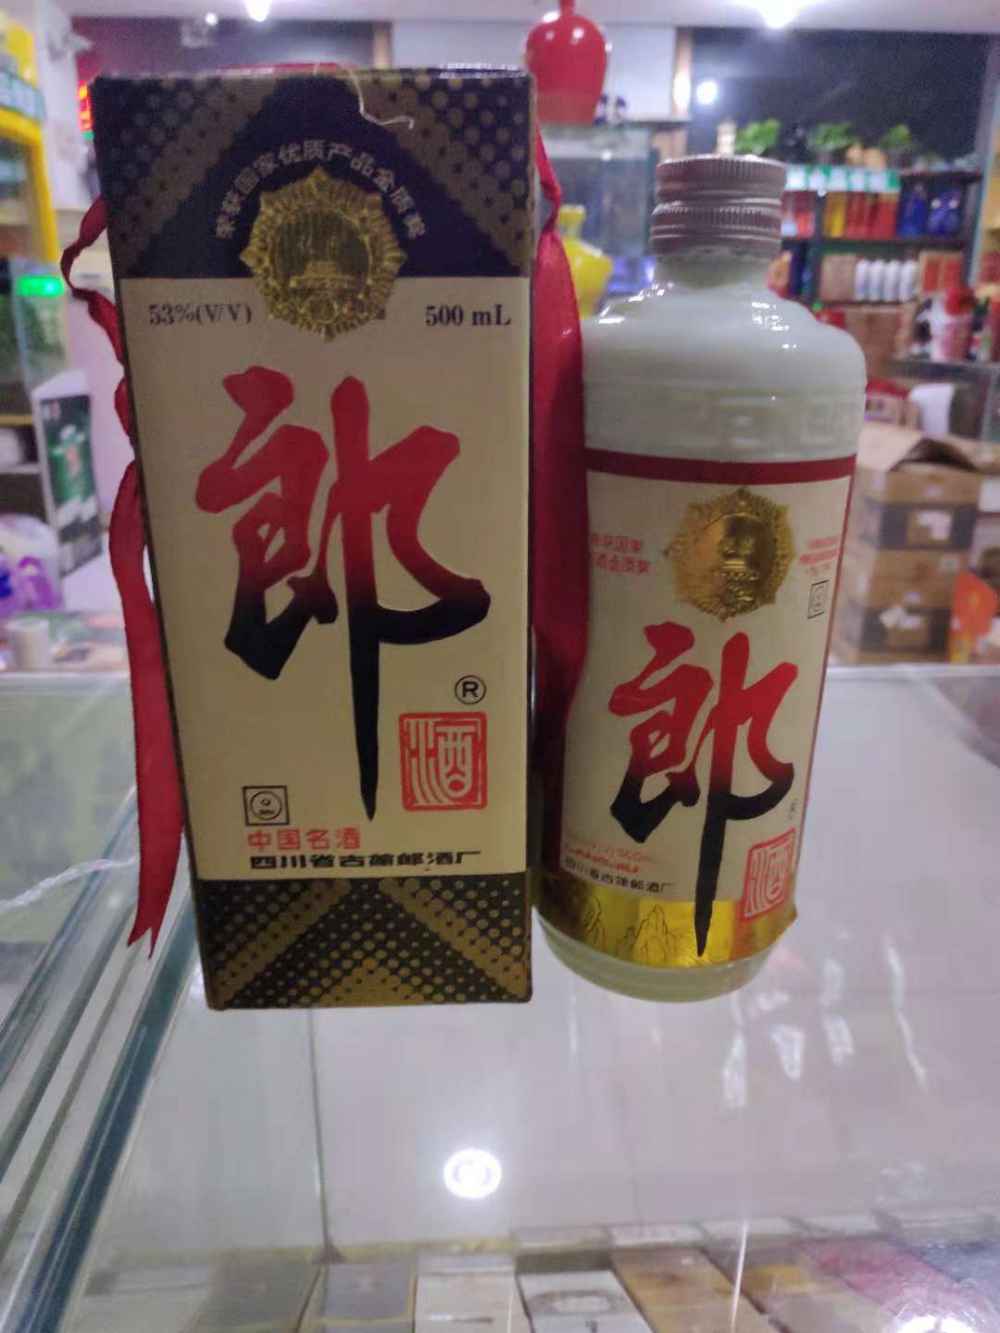 荣获国家优质产品金质奖
53%(V/V)
500 mL
郎
®
酒
中国名酒
四川省古蔺郎酒厂
郎
酒
四川省古蔺郎酒厂